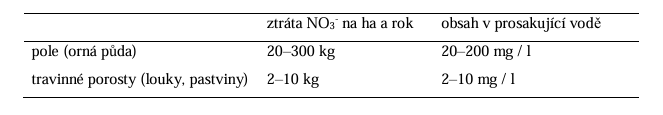 ztráta NO₃⁻ na ha a rok obsah v prosakující vodě
pole (orná půda) 20–300 kg 20–200 mg / l
travinné porosty (louky, pastviny) 2–10 kg 2–10 mg / l